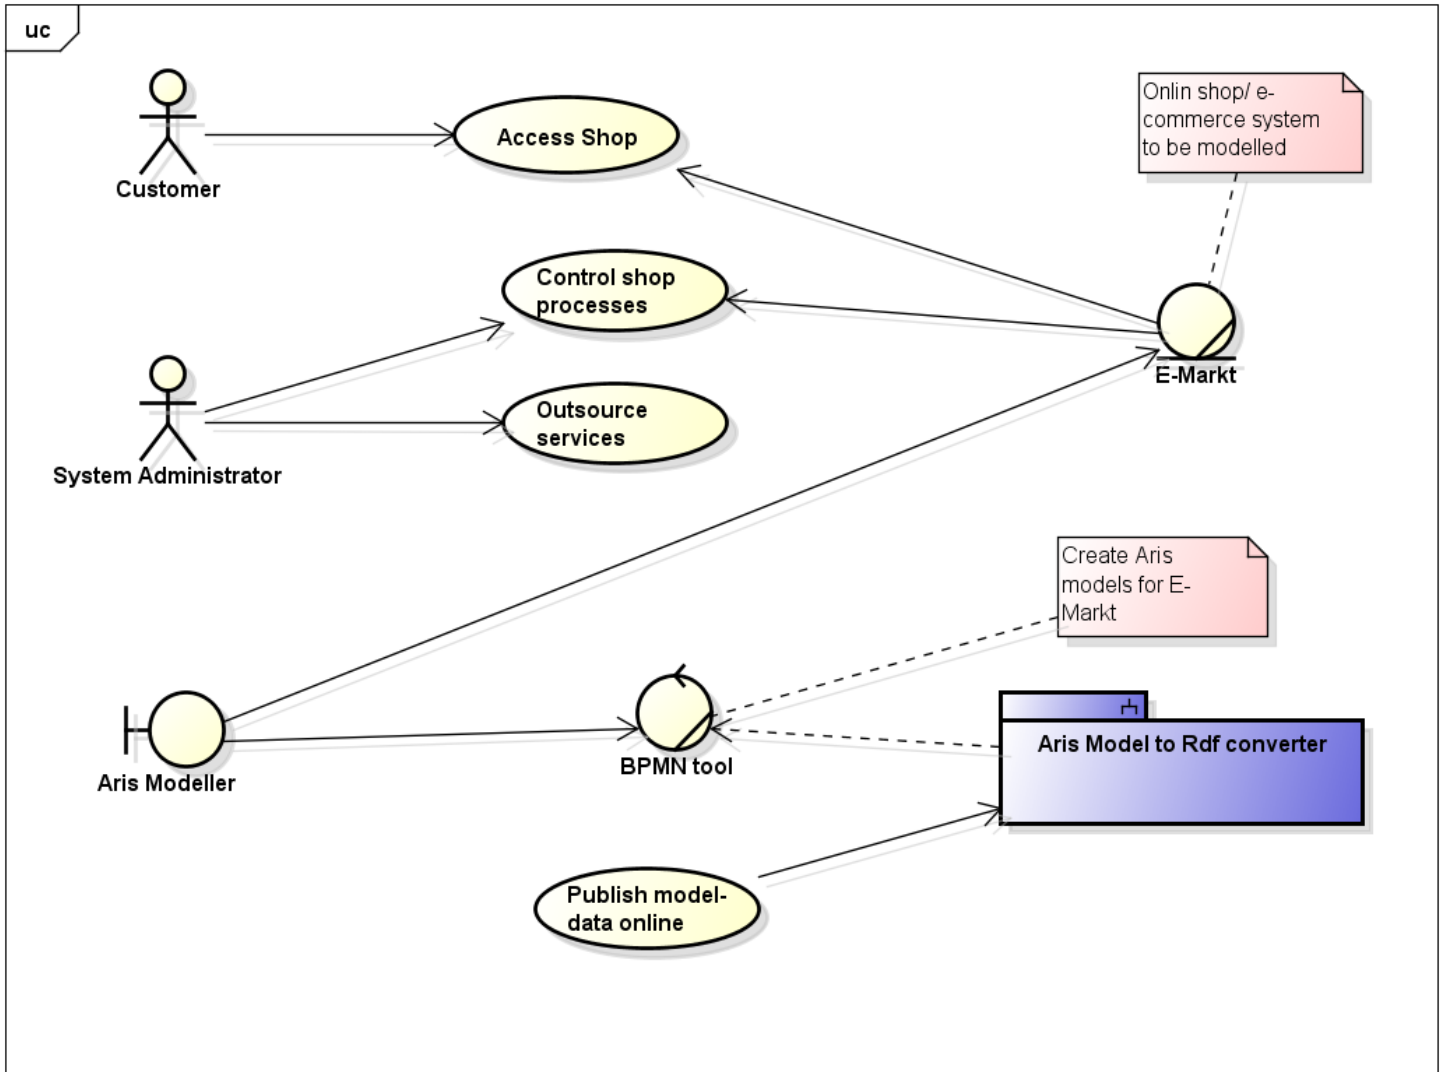 uc
Onlin shop/ e-
commerce system
to be modelled
Access Shop
Customer
Control shop
processes
E-Markt
Outsource
services
System Administrator
Create Aris
models for E-
Markt
Aris Model to Rdf converter
BPMN tool
Aris Modeller
Publish model-
data online